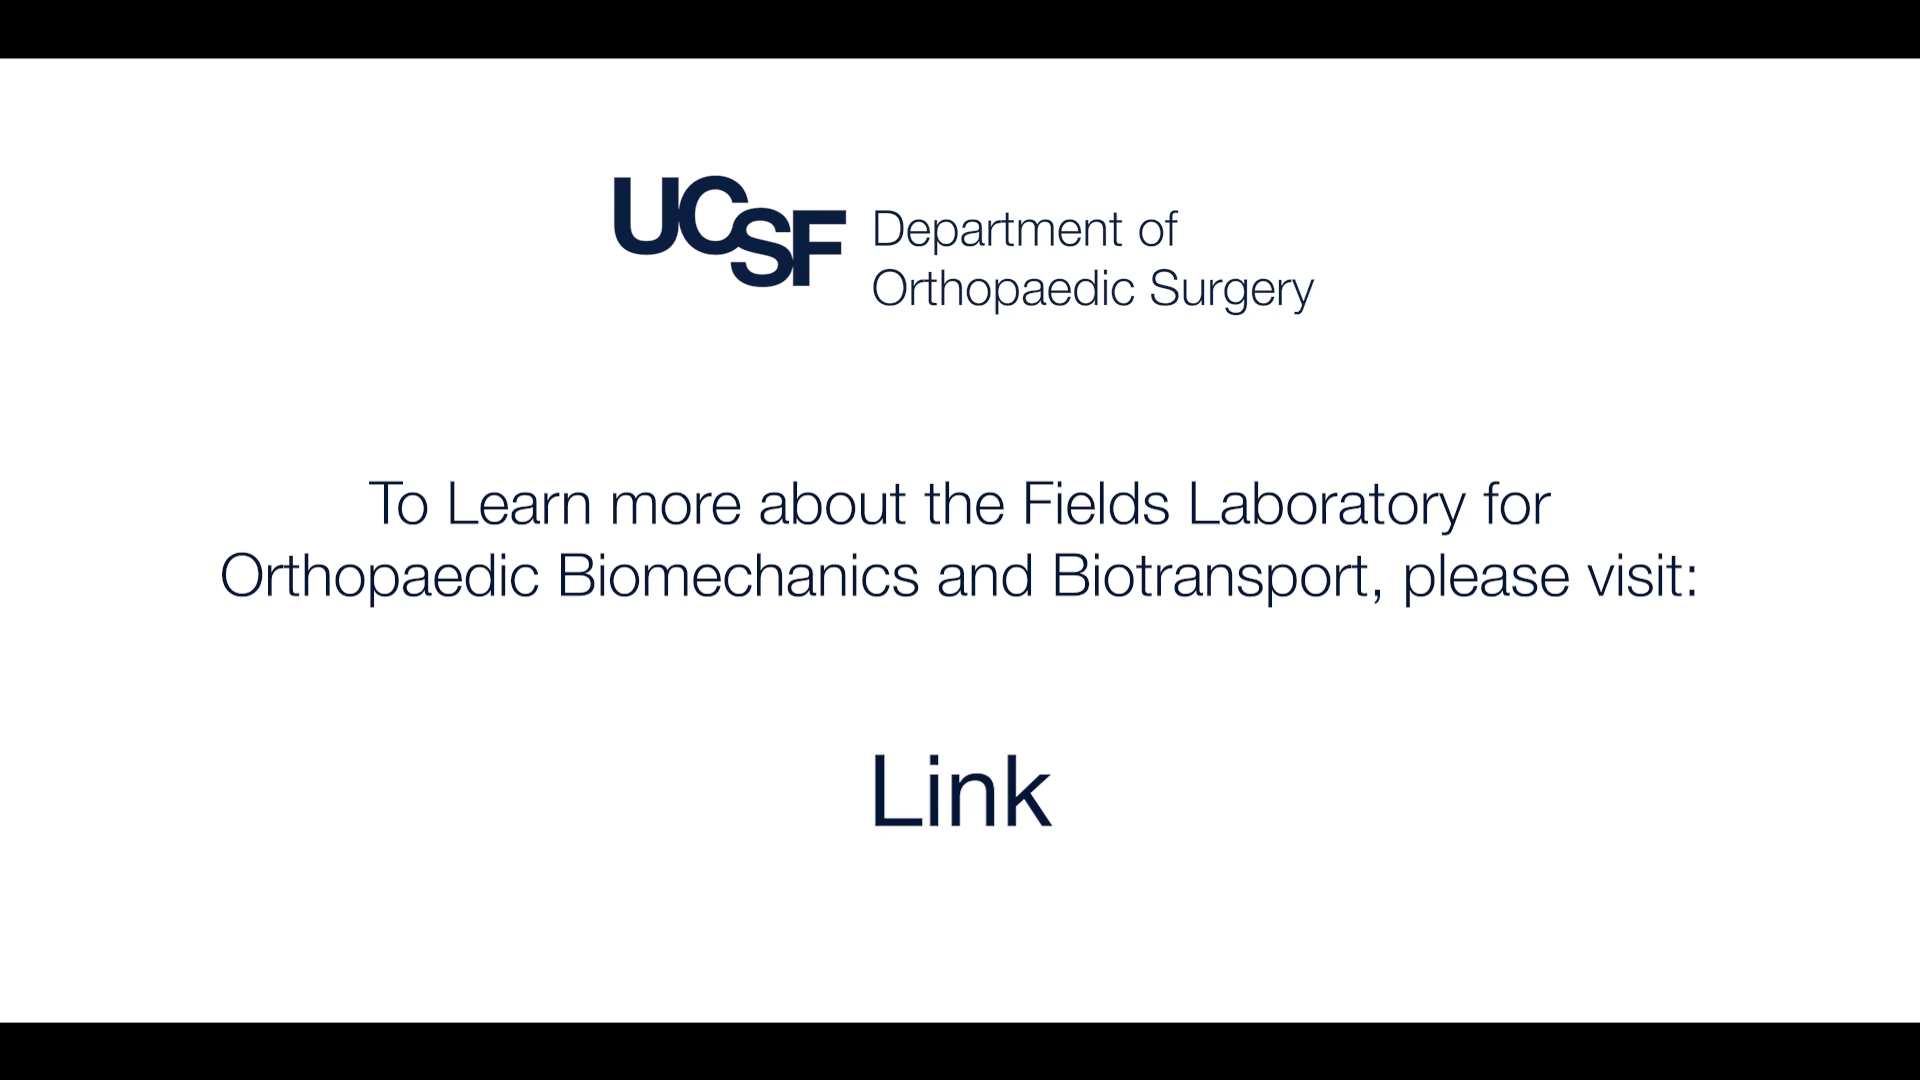 UCSF
Department of
Orthopaedic Surgery
To Learn more about the Fields Laboratory for
Orthopaedic Biomechanics and Biotransport, please visit:
Link